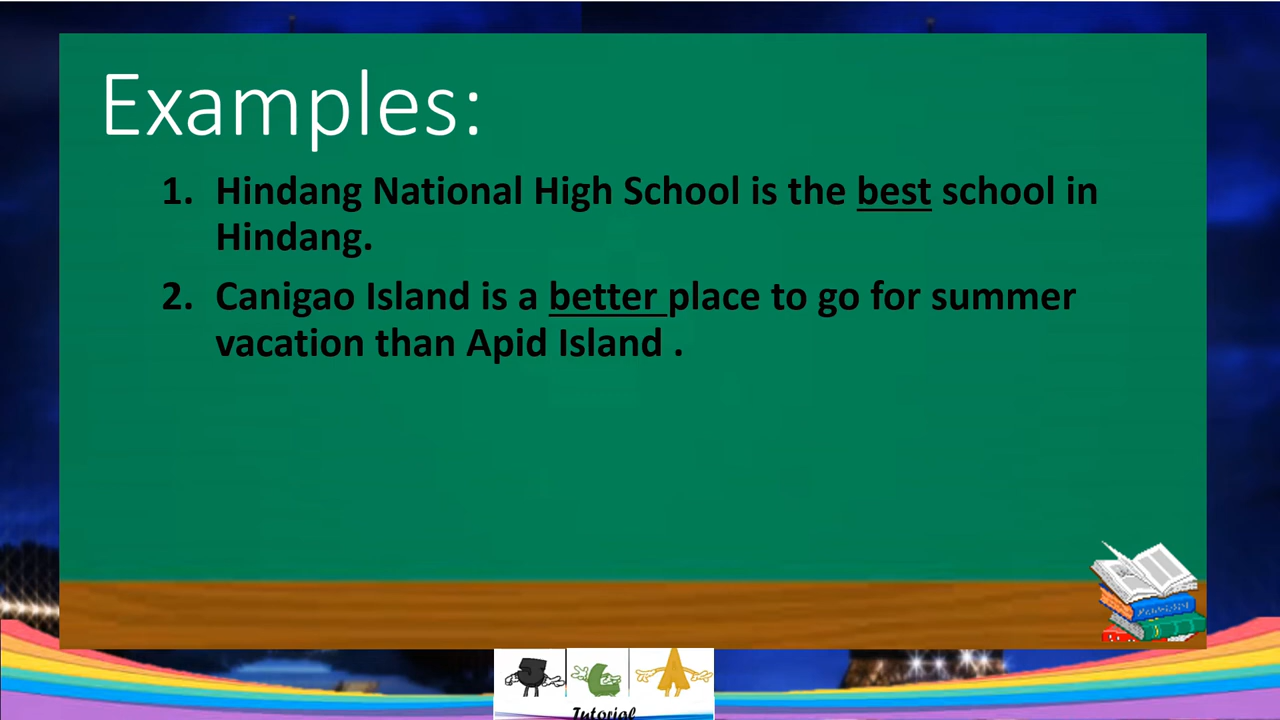 Examples:
1. Hindang National High School is the best school in
Hindang.
2. Canigao Island is a better place to go for summer
vacation than Apid Island .
Tutorial